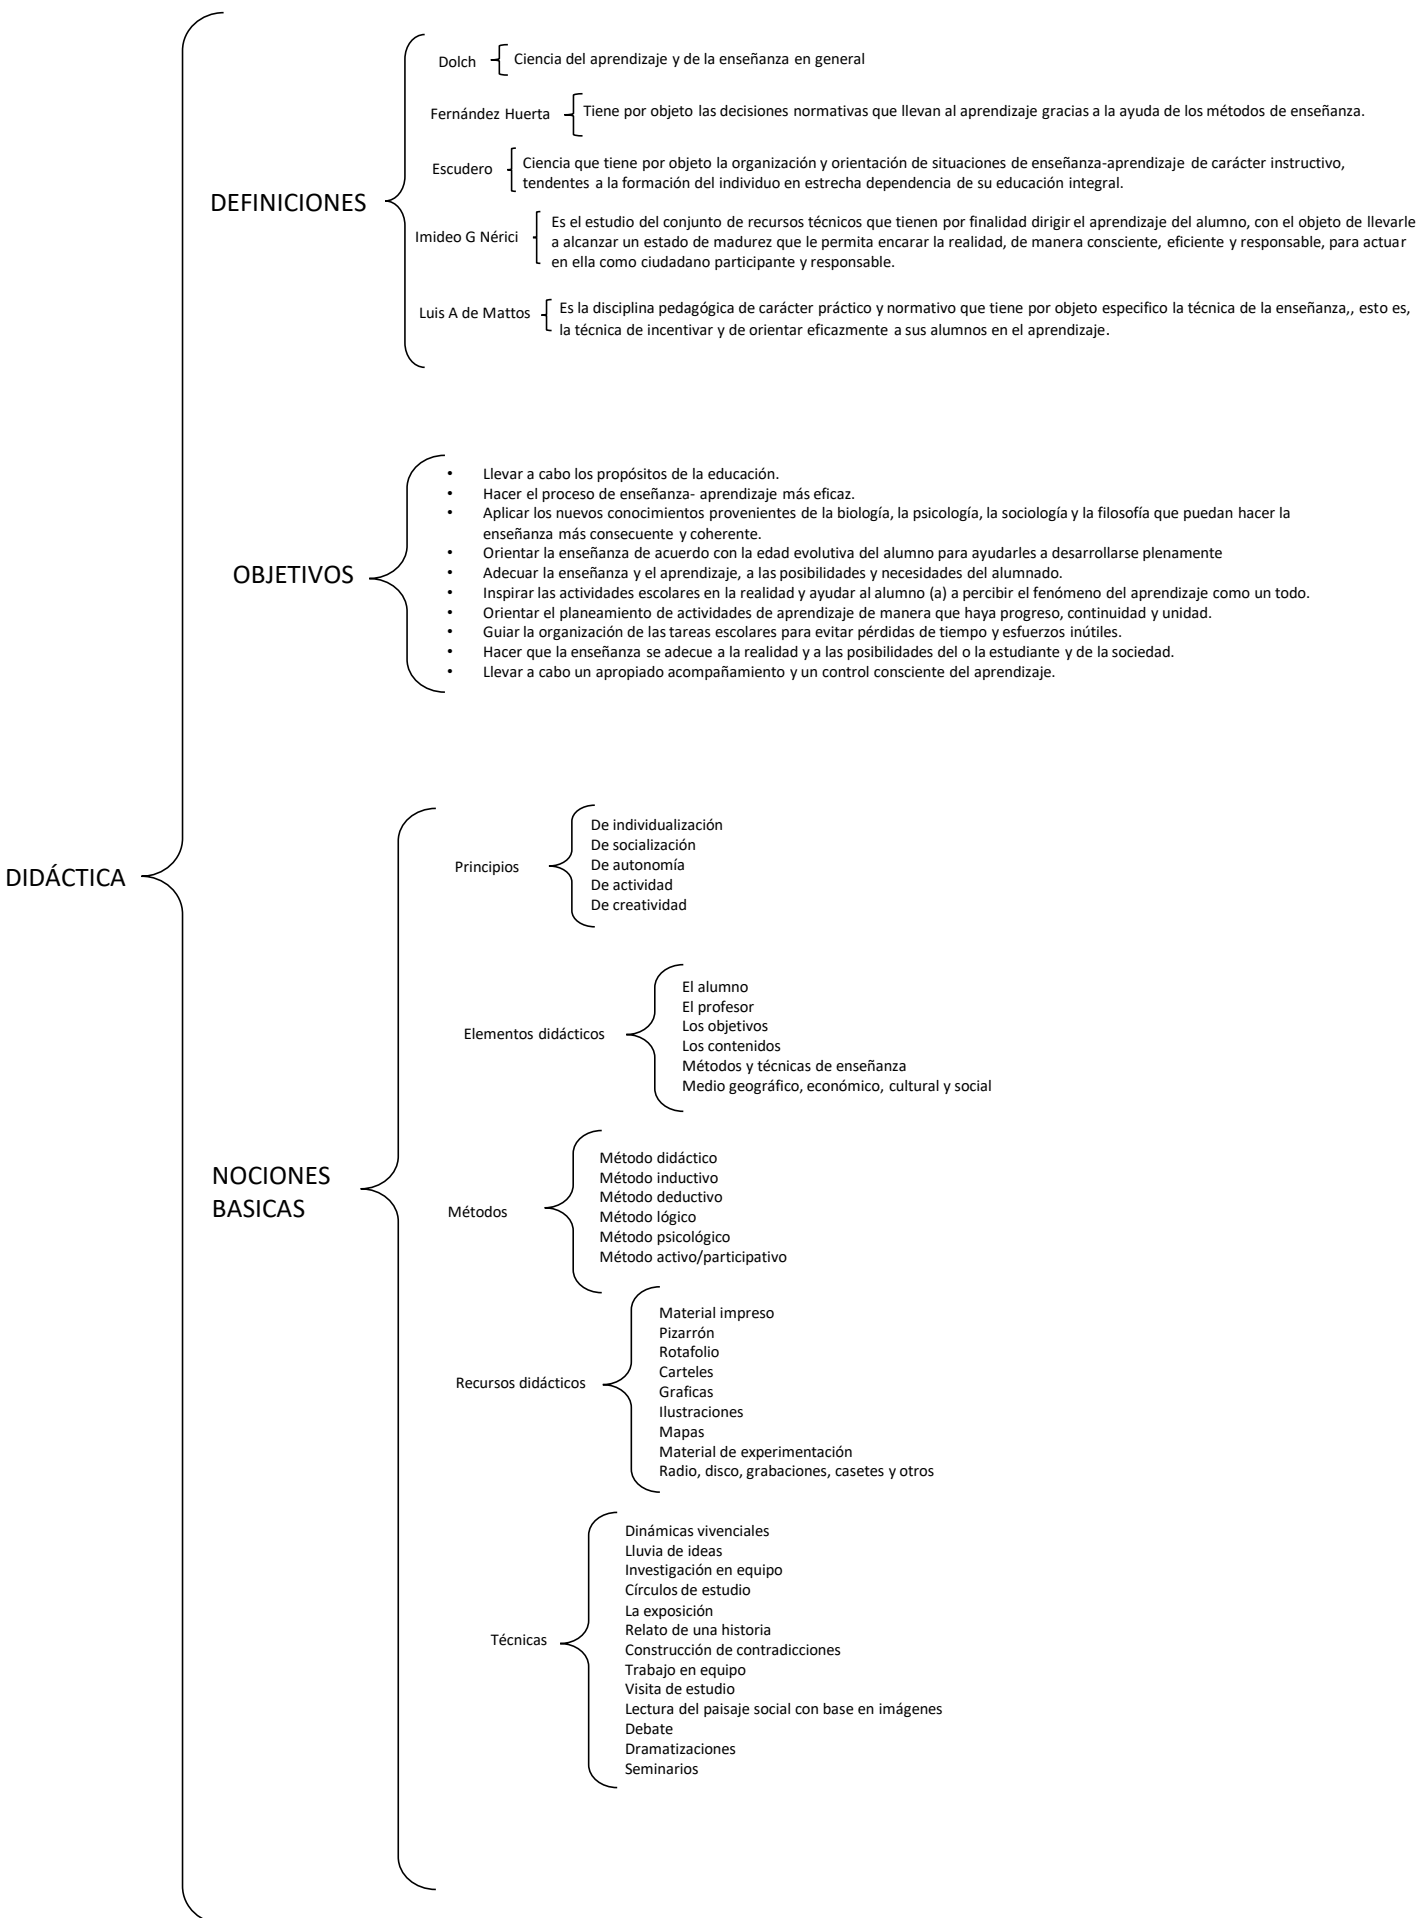 DIDÁCTICA
DEFINICIONES
Dolch
Ciencia del aprendizaje y de la enseñanza en general
Fernández Huerta
Tiene por objeto las decisiones normativas que llevan al aprendizaje gracias a la ayuda de los métodos de enseñanza.
Escudero
Ciencia que tiene por objeto la organización y orientación de situaciones de enseñanza-aprendizaje de carácter instructivo,
tendentes a la formación del individuo en estrecha dependencia de su educación integral.
Imideo G Nérici
Es el estudio del conjunto de recursos técnicos que tienen por finalidad dirigir el aprendizaje del alumno, con el objeto de llevarle
a alcanzar un estado de madurez que le permita encarar la realidad, de manera consciente, eficiente y responsable, para actuar
en ella como ciudadano participante y responsable.
Luis A de Mattos
Es la disciplina pedagógica de carácter práctico y normativo que tiene por objeto especifico la técnica de la enseñanza,, esto es,
la técnica de incentivar y de orientar eficazmente a sus alumnos en el aprendizaje.
OBJETIVOS
• Llevar a cabo los propósitos de la educación.
• Hacer el proceso de enseñanza- aprendizaje más eficaz.
• Aplicar los nuevos conocimientos provenientes de la biología, la psicología, la sociología y la filosofía que puedan hacer la
enseñanza más consecuente y coherente.
• Orientar la enseñanza de acuerdo con la edad evolutiva del alumno para ayudarles a desarrollarse plenamente
• Adecuar la enseñanza y el aprendizaje, a las posibilidades y necesidades del alumnado.
• Inspirar las actividades escolares en la realidad y ayudar al alumno (a) a percibir el fenómeno del aprendizaje como un todo.
• Orientar el planeamiento de actividades de aprendizaje de manera que haya progreso, continuidad y unidad.
• Guiar la organización de las tareas escolares para evitar pérdidas de tiempo y esfuerzos inútiles.
• Hacer que la enseñanza se adecue a la realidad y a las posibilidades del o la estudiante y de la sociedad.
• Llevar a cabo un apropiado acompañamiento y un control consciente del aprendizaje.
NOCIONES
BASICAS
Principios
De individualización
De socialización
De autonomía
De actividad
De creatividad
Elementos didácticos
El alumno
El profesor
Los objetivos
Los contenidos
Métodos y técnicas de enseñanza
Medio geográfico, económico, cultural y social
Métodos
Método didáctico
Método inductivo
Método deductivo
Método lógico
Método psicológico
Método activo/participativo
Recursos didácticos
Material impreso
Pizarrón
Rotafolio
Carteles
Graficas
Ilustraciones
Mapas
Material de experimentación
Radio, disco, grabaciones, casetes y otros
Técnicas
Dinámicas vivenciales
Lluvia de ideas
Investigación en equipo
Círculos de estudio
La exposición
Relato de una historia
Construcción de contradicciones
Trabajo en equipo
Visita de estudio
Lectura del paisaje social con base en imágenes
Debate
Dramatizaciones
Seminarios